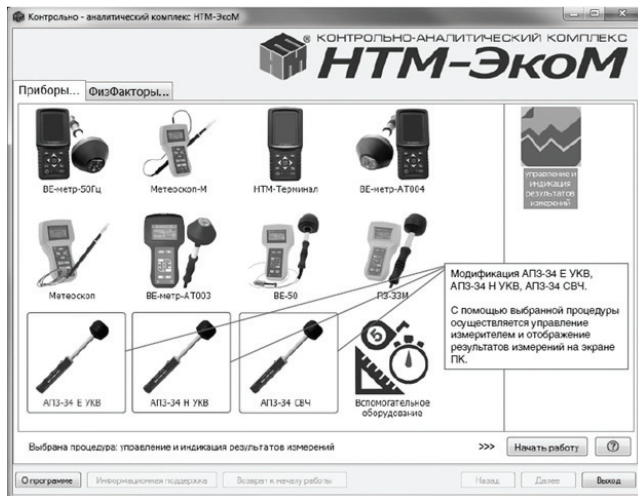 Контрольно - аналитический комплекс НТМ-ЭкоМ
КОНТРОЛЬНО-АНАЛИТИЧЕСКИЙ КОМПЛЕКС
®
НТМ-ЭкоМ
Приборы...
ФизФакторы...
ВЕ-метр-50Гц
Метеоскоп-М
НТМ-Терминал
ВЕ-метр-АТ004
управление и
индикация
результатов
измерений
Метеоскоп
ВЕ-метр-АТ003
ВЕ-50
П3-33М
Модификация АПЗ-34 Е УКВ,
АПЗ-34 Н УКВ, АПЗ-34 СВЧ.
С помощью выбранной процедуры
осуществляется управление
измерителем и отображение
результатов измерений на экране
ПК.
АПЗ-34 Е УКВ
АПЗ-34 Н УКВ
АПЗ-34 СВЧ
5
Вспомогательное
оборудование
Выбрана процедура: управление и индикация результатов измерений
>>>
Начать работу
?
О программе
Информационная поддержка
Возврат к началу работы
Назад
Далее
Выход